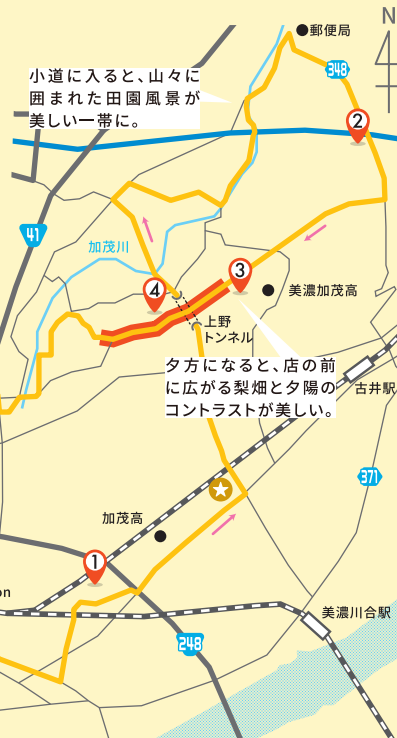 N
郵便局
348
小道に入ると、山々に
囲まれた田園風景が
美しい一帯に。
2
41
加茂川
3
4
美濃加茂高
上野
トンネル
夕方になると、店の前
に広がる梨畑と夕陽の
コントラストが美しい。
古井駅
371
加茂高
1
on
美濃川合駅
248